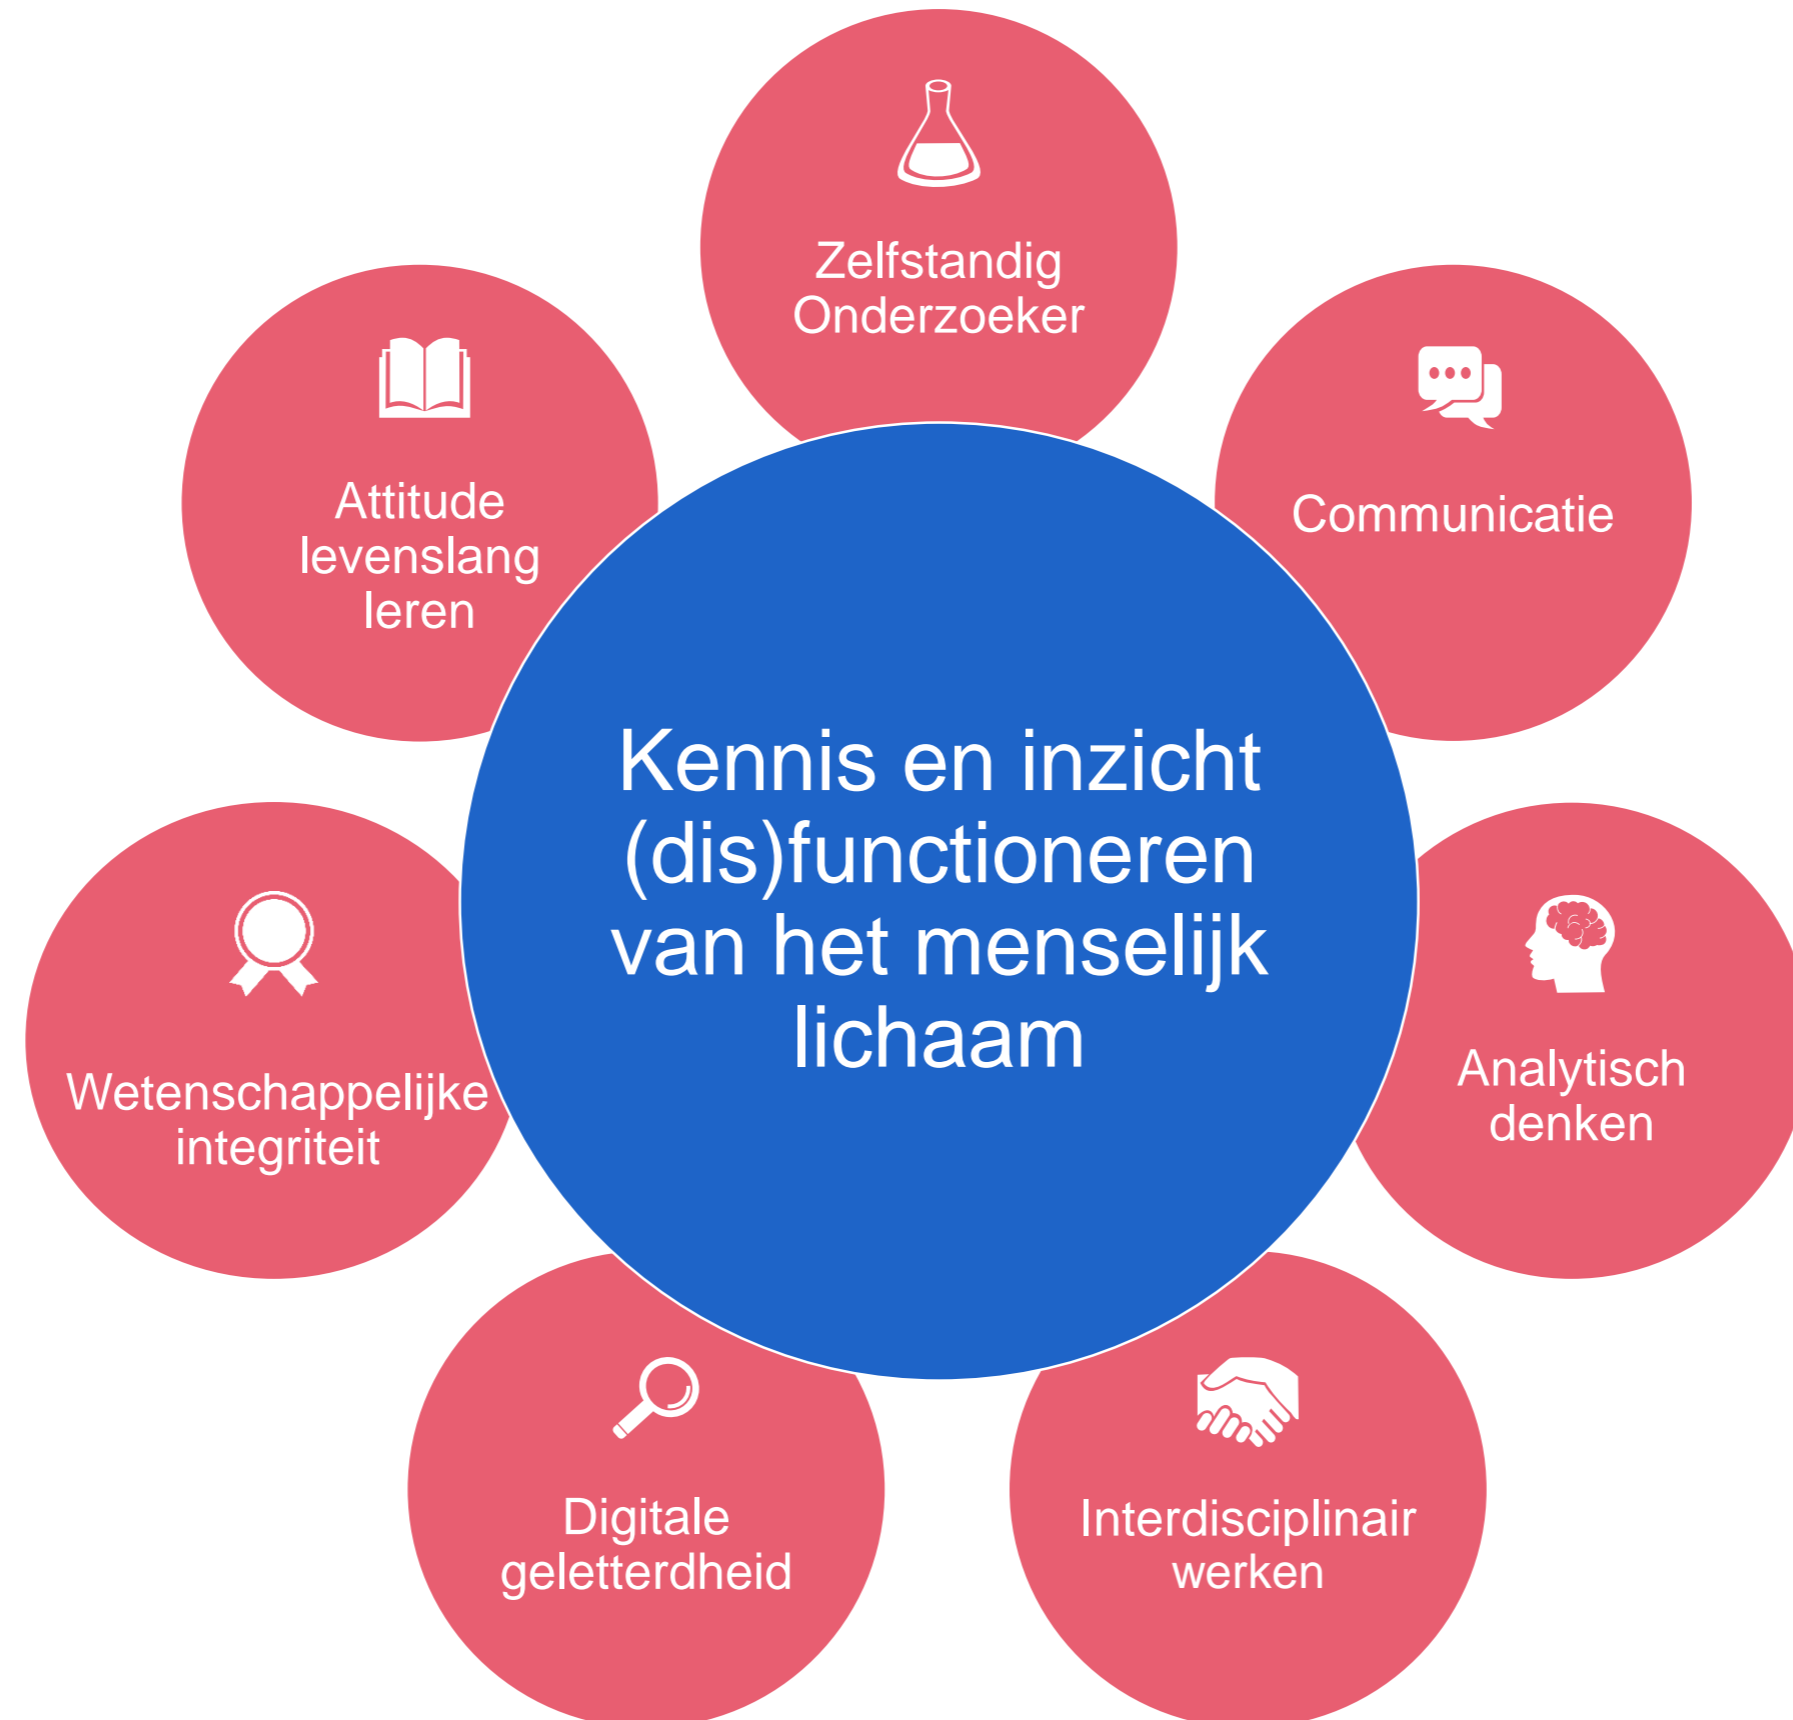 Zelfstandig
Onderzoeker
Communicatie
Attitude
levenslang
leren
Kennis en inzicht
(dis)functioneren
van het menselijk
lichaam
Wetenschappelijke
integriteit
Analytisch
denken
Digitale
geletterdheid
Interdisciplinair
werken